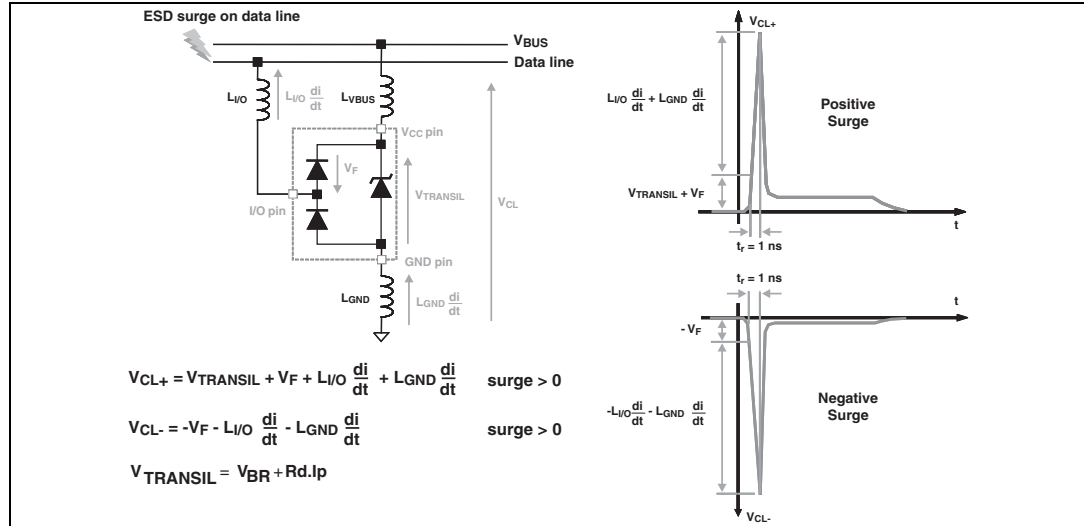 ESD surge on data line
VBUS
Data line
LI/O
LI/O di/dt
LVBUS
VCC pin
VF
VTRANSIL
VCL
I/O pin
GND pin
LGND
LGND di/dt
VCL+ = VTRANSIL + VF + LI/O di/dt + LGND di/dt surge > 0
VCL- = -VF - LI/O di/dt - LGND di/dt surge > 0
VTRANSIL = VBR + Rd.Ip
VCL+
LI/O di/dt + LGND di/dt
Positive
Surge
VTRANSIL + VF
t
tr = 1 ns
tr = 1 ns
t
- VF
-LI/O di/dt - LGND di/dt
Negative
Surge
VCL-